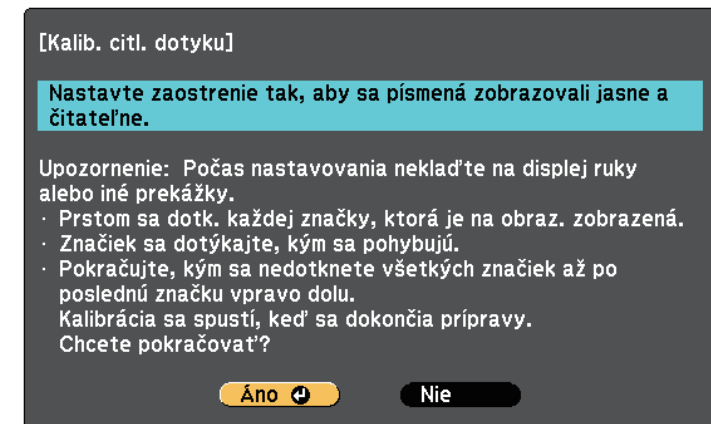 [Kalib. citl. dotyku]
Nastavte zaostrenie tak, aby sa písmená zobrazovali jasne a
čitateľne.
Upozornenie: Počas nastavovania neklaďte na displej ruky
alebo iné prekážky.
· Prstom sa dotk. každej značky, ktorá je na obraz. zobrazená.
· Značiek sa dotýkajte, kým sa pohybujú.
· Pokračujte, kým sa nedotknete všetkých značiek až po
poslednú značku vpravo dolu.
Kalibrácia sa spustí, keď sa dokončia prípravy.
Chcete pokračovať?
Áno Nie